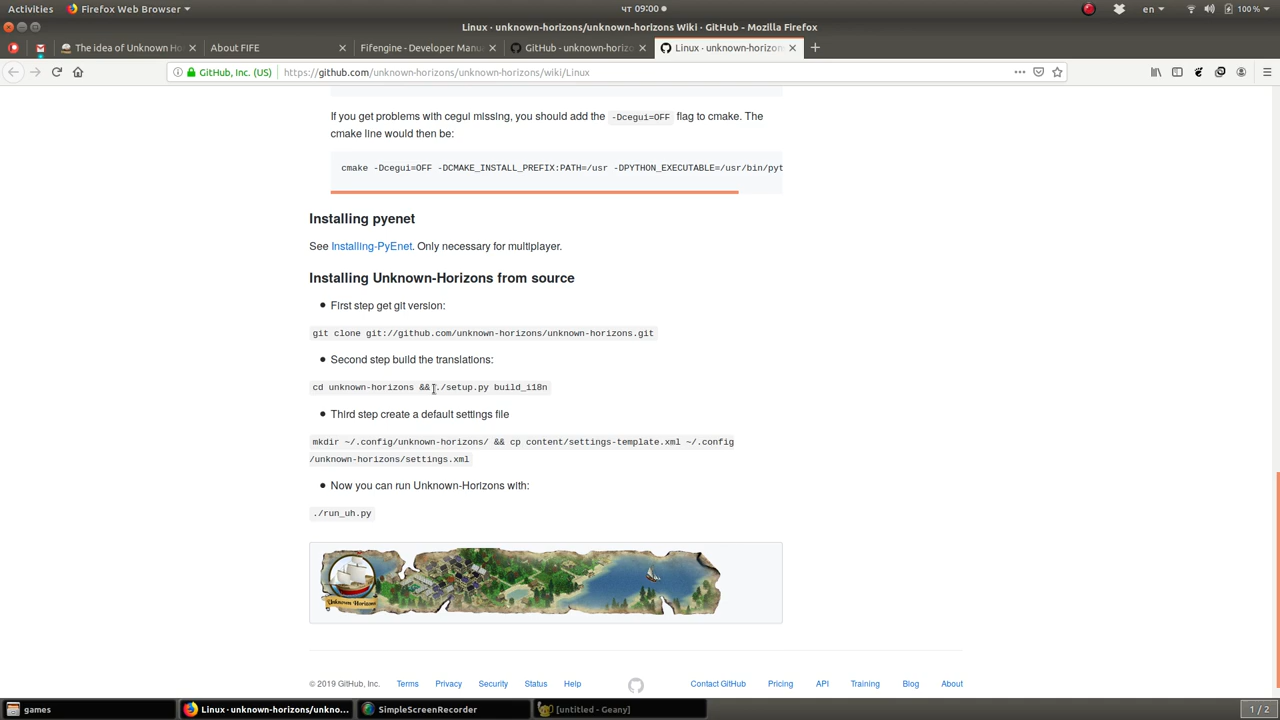 Activities Firefox Web Browser чт 09:00 en 100 %
Linux · unknown-horizons/unknown-horizons Wiki · GitHub - Mozilla Firefox
The idea of Unknown Ho About FIFE Fifengine - Developer Manu GitHub - unknown-horizo Linux · unknown-horizon
GitHub, Inc. (US) https://github.com/unknown-horizons/unknown-horizons/wiki/Linux
If you get problems with cegui missing, you should add the -Dcegui=OFF flag to cmake. The
cmake line would then be:
cmake -Dcegui=OFF -DCMAKE_INSTALL_PREFIX:PATH=/usr -DPYTHON_EXECUTABLE=/usr/bin/pyt
Installing pyenet
See Installing-PyEnet. Only necessary for multiplayer.
Installing Unknown-Horizons from source
• First step get git version:
git clone git://github.com/unknown-horizons/unknown-horizons.git
• Second step build the translations:
cd unknown-horizons && ./setup.py build_i18n
• Third step create a default settings file
mkdir ~/.config/unknown-horizons/ && cp content/settings-template.xml ~/.config
/unknown-horizons/settings.xml
• Now you can run Unknown-Horizons with:
./run_uh.py
Unknown Horizons
© 2019 GitHub, Inc. Terms Privacy Security Status Help Contact GitHub Pricing API Training Blog About
games Linux · unknown-horizons/unkno... SimpleScreenRecorder [untitled - Geany] 1 / 2